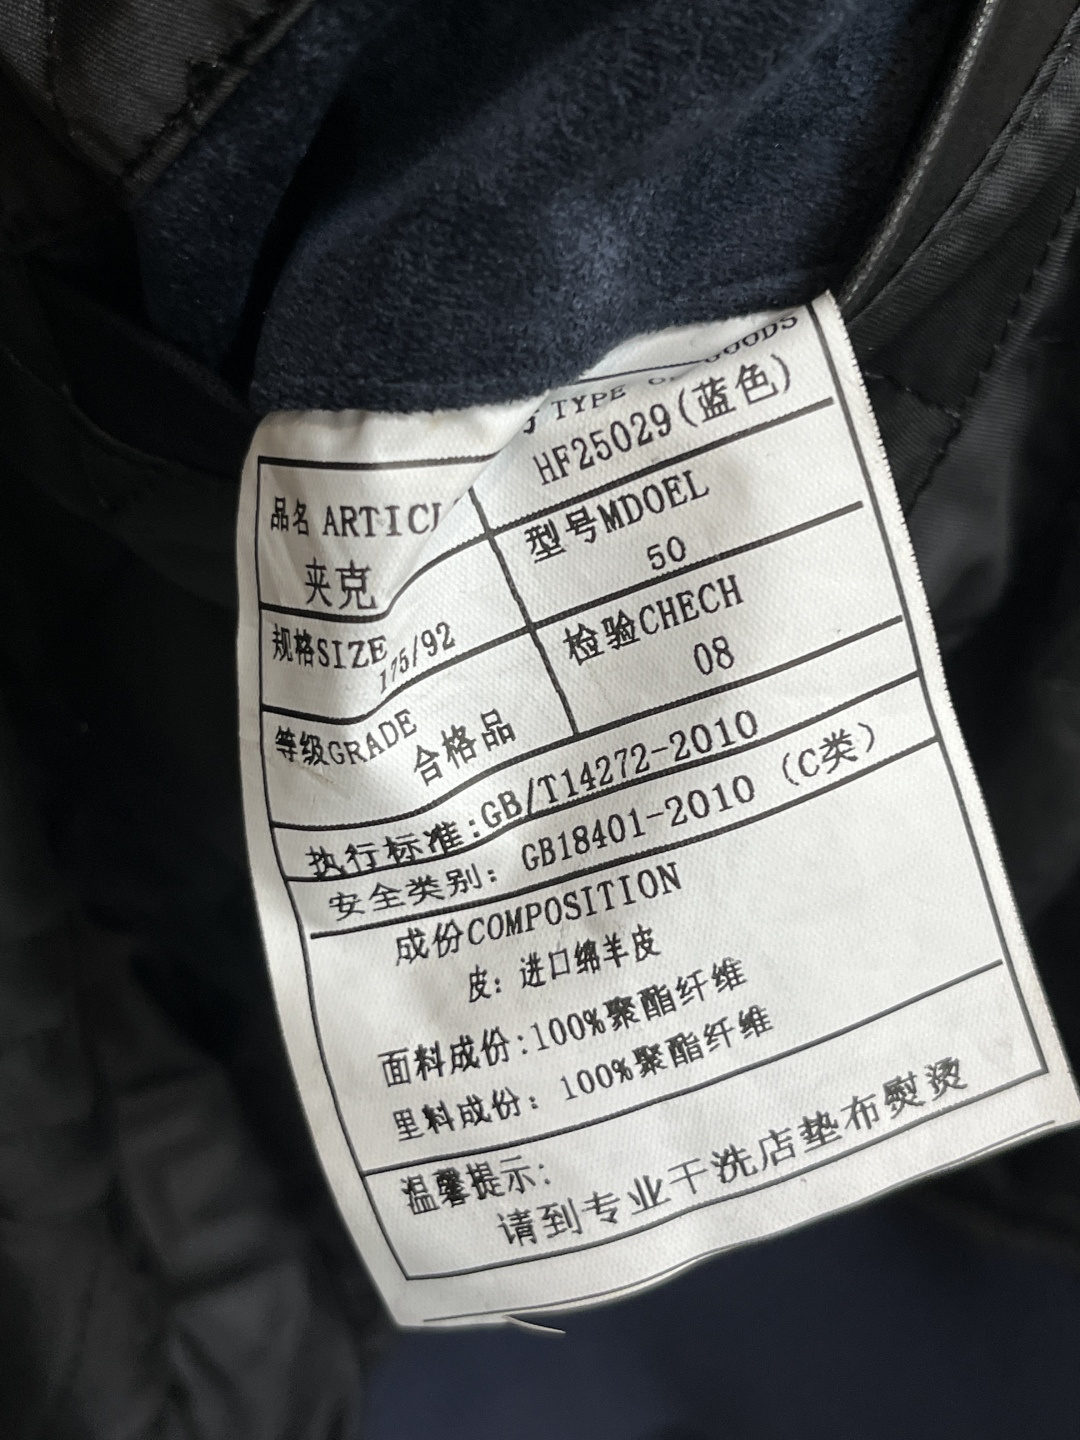 TYPE OF GOODS
HF25029(蓝色)
品名 ARTICL
夹克
型号MDOEL
50
规格SIZE
175/92
检验CHECH
08
等级GRADE
合格品
执行标准:GB/T14272-2010
安全类别: GB18401-2010 (C类)
成份COMPOSITION
皮: 进口绵羊皮
面料成份:100%聚酯纤维
里料成份: 100%聚酯纤维
温馨提示:
请到专业干洗店垫布熨烫